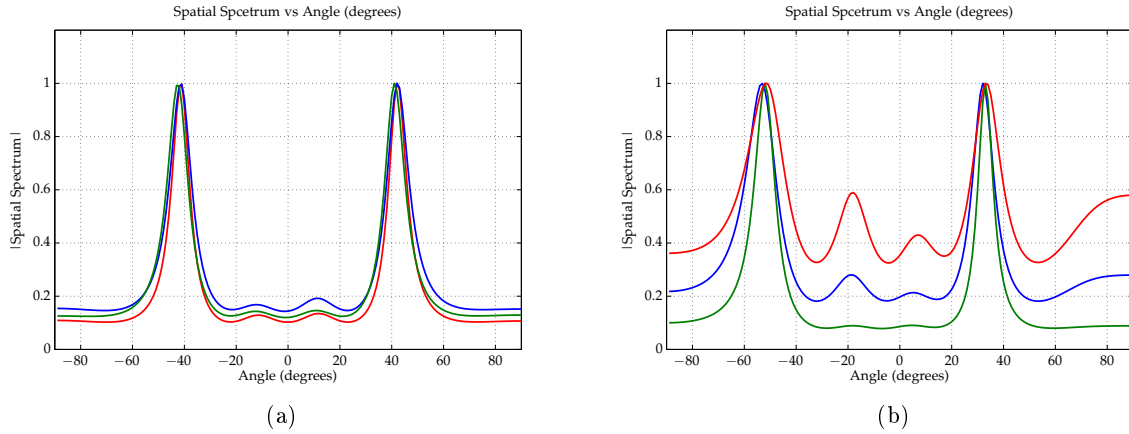 Spatial Spcetrum vs Angle (degrees)
1
0.8
0.6
0.4
0.2
0
|Spatial Spectrum|
−80 −60 −40 −20 0 20 40 60 80
Angle (degrees)
(a)
Spatial Spcetrum vs Angle (degrees)
1
0.8
0.6
0.4
0.2
0
|Spatial Spectrum|
−80 −60 −40 −20 0 20 40 60 80
Angle (degrees)
(b)